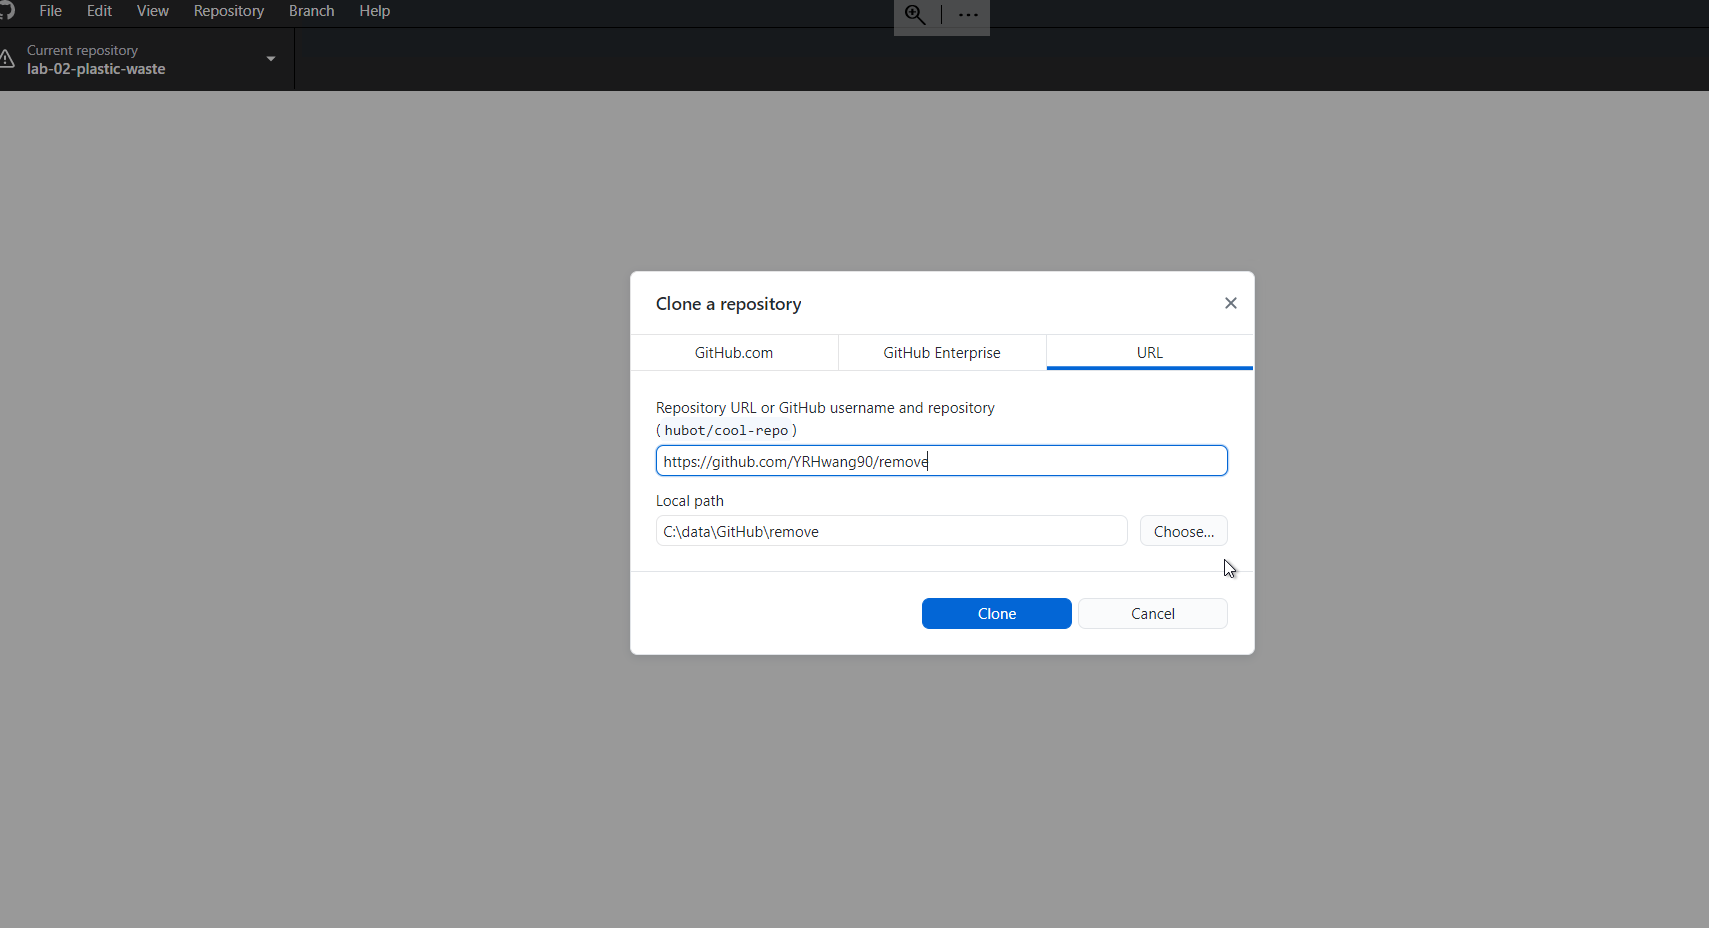 File Edit View Repository Branch Help
Current repository
lab-02-plastic-waste
Clone a repository
GitHub.com GitHub Enterprise URL
Repository URL or GitHub username and repository
(hubot/cool-repo)
https://github.com/YRHwang90/remove
Local path
C:\data\GitHub\remove Choose...
Clone Cancel